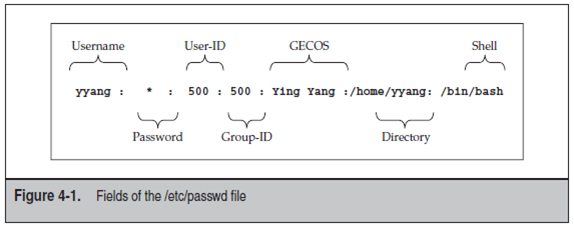 Username User-ID GECOS Shell
yyang : * : 500 : 500 : Ying Yang :/home/yyang: /bin/bash
Password Group-ID Directory
Figure 4-1. Fields of the /etc/passwd file